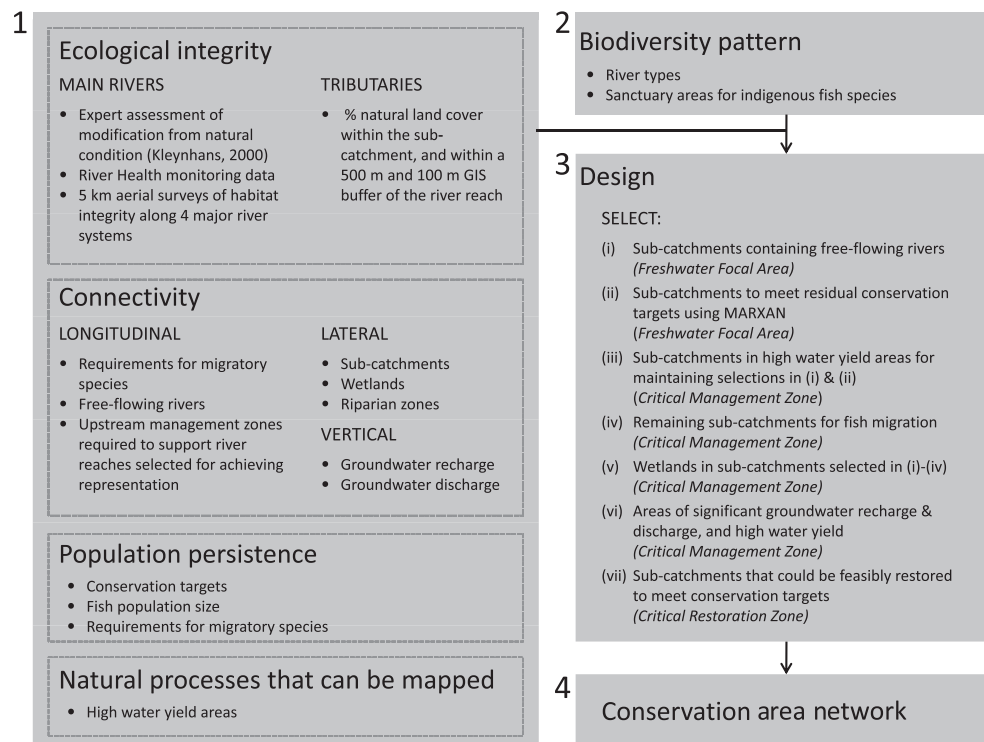 1
Ecological integrity
MAIN RIVERS
• Expert assessment of
modification from natural
condition (Kleynhans, 2000)
• River Health monitoring data
• 5 km aerial surveys of habitat
integrity along 4 major river
systems
TRIBUTARIES
• % natural land cover
within the sub-
catchment, and within a
500 m and 100 m GIS
buffer of the river reach
Connectivity
LONGITUDINAL
• Requirements for migratory
species
• Free-flowing rivers
• Upstream management zones
required to support river
reaches selected for achieving
representation
LATERAL
• Sub-catchments
• Wetlands
• Riparian zones
VERTICAL
• Groundwater recharge
• Groundwater discharge
Population persistence
• Conservation targets
• Fish population size
• Requirements for migratory species
Natural processes that can be mapped
• High water yield areas
2
Biodiversity pattern
• River types
• Sanctuary areas for indigenous fish species
3
Design
SELECT:
(i) Sub-catchments containing free-flowing rivers
(Freshwater Focal Area)
(ii) Sub-catchments to meet residual conservation
targets using MARXAN
(Freshwater Focal Area)
(iii) Sub-catchments in high water yield areas for
maintaining selections in (i) & (ii)
(Critical Management Zone)
(iv) Remaining sub-catchments for fish migration
(Critical Management Zone)
(v) Wetlands in sub-catchments selected in (i)-(iv)
(Critical Management Zone)
(vi) Areas of significant groundwater recharge &
discharge, and high water yield
(Critical Management Zone)
(vii) Sub-catchments that could be feasibly restored
to meet conservation targets
(Critical Restoration Zone)
4
Conservation area network